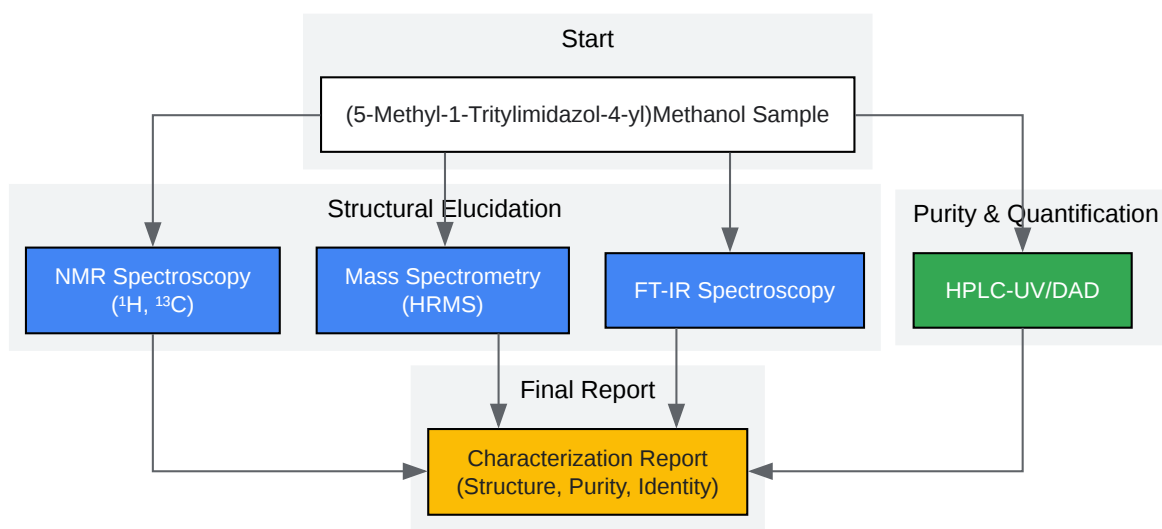 Start
(5-Methyl-1-Tritylimidazol-4-yl)Methanol Sample
Structural Elucidation
Purity & Quantification
NMR Spectroscopy
(¹H, ¹³C)
Mass Spectrometry
(HRMS)
FT-IR Spectroscopy
HPLC-UV/DAD
Final Report
Characterization Report
(Structure, Purity, Identity)